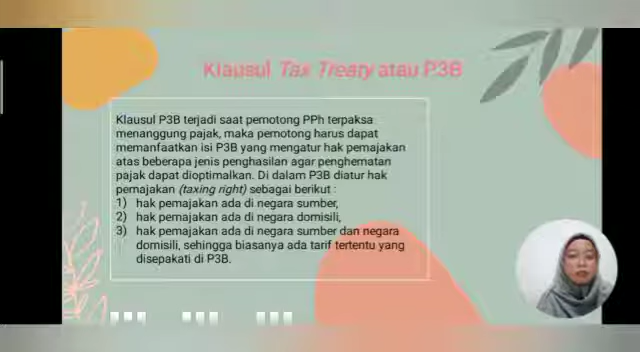 Klausul Tax Treaty atau P3B
Klausul P3B terjadi saat pemotong PPh terpaksa
menanggung pajak, maka pemotong harus dapat
memanfaatkan isi P3B yang mengatur hak pemajakan
atas beberapa jenis penghasilan agar penghematan
pajak dapat dioptimalkan. Di dalam P3B diatur hak
pemajakan (taxing right) sebagai berikut :
1) hak pemajakan ada di negara sumber,
2) hak pemajakan ada di negara domisili,
3) hak pemajakan ada di negara sumber dan negara
domisili, sehingga biasanya ada tarif tertentu yang
disepakati di P3B.